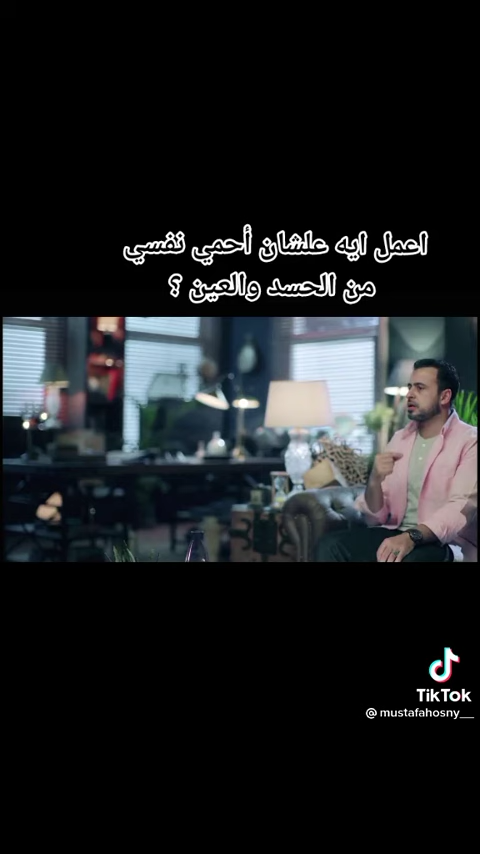 اعمل ايه علشان أحمي نفسي
من الحسد والعين ؟
TikTok
@mustafahosny__